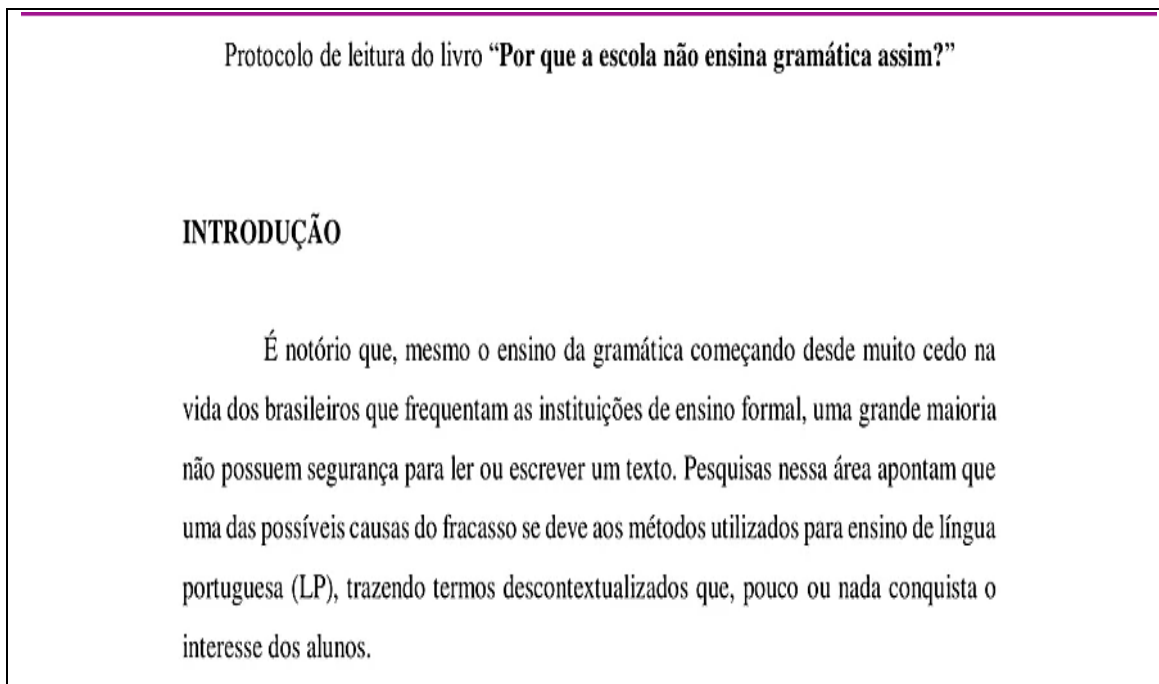 Protocolo de leitura do livro “Por que a escola não ensina gramática assim?”
INTRODUÇÃO
É notório que, mesmo o ensino da gramática começando desde muito cedo na
vida dos brasileiros que frequentam as instituições de ensino formal, uma grande maioria
não possuem segurança para ler ou escrever um texto. Pesquisas nessa área apontam que
uma das possíveis causas do fracasso se deve aos métodos utilizados para ensino de língua
portuguesa (LP), trazendo termos descontextualizados que, pouco ou nada conquista o
interesse dos alunos.